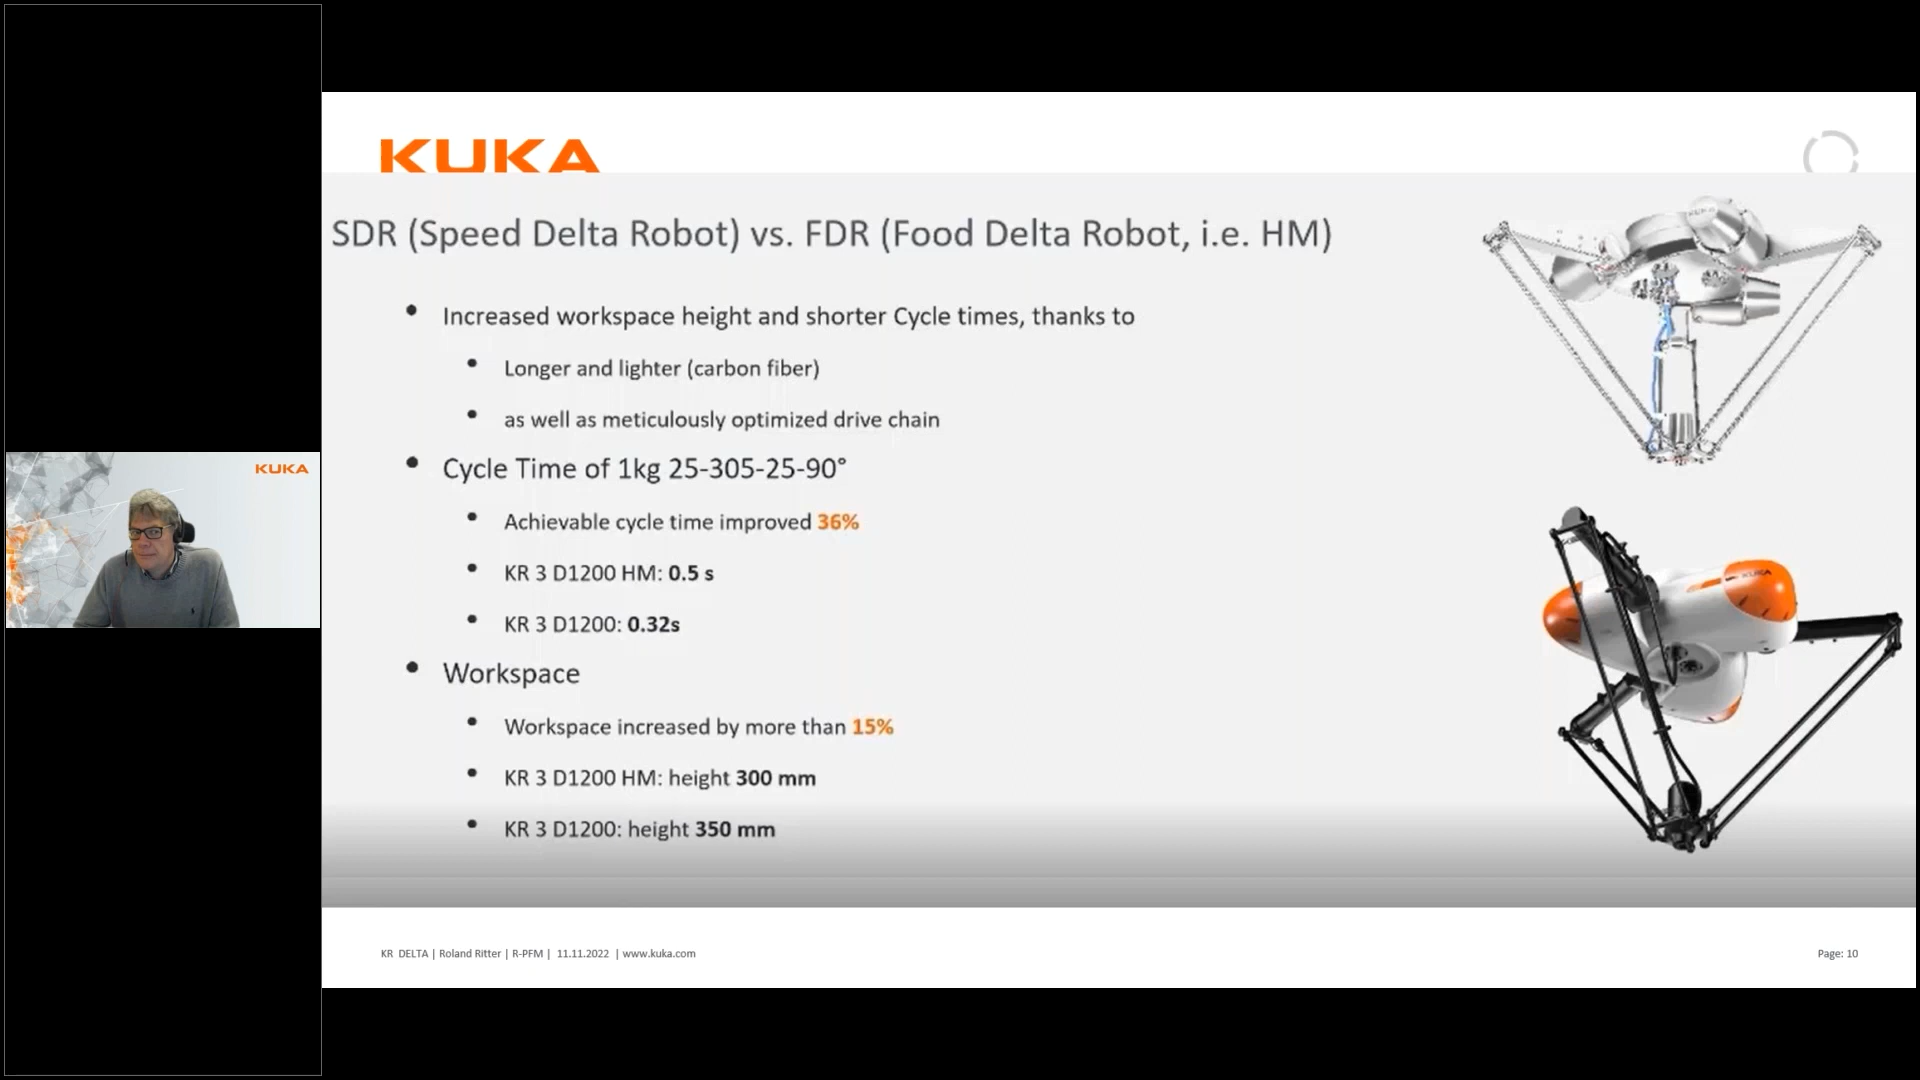 KUKA
KUKA
SDR (Speed Delta Robot) vs. FDR (Food Delta Robot, i.e. HM)
• Increased workspace height and shorter Cycle times, thanks to
• Longer and lighter (carbon fiber)
• as well as meticulously optimized drive chain
• Cycle Time of 1kg 25-305-25-90°
• Achievable cycle time improved 36%
• KR 3 D1200 HM: 0.5 s
• KR 3 D1200: 0.32s
• Workspace
• Workspace increased by more than 15%
• KR 3 D1200 HM: height 300 mm
• KR 3 D1200: height 350 mm
KUKA
KR DELTA | Roland Ritter | R-PFM | 11.11.2022 | www.kuka.com
Page: 10